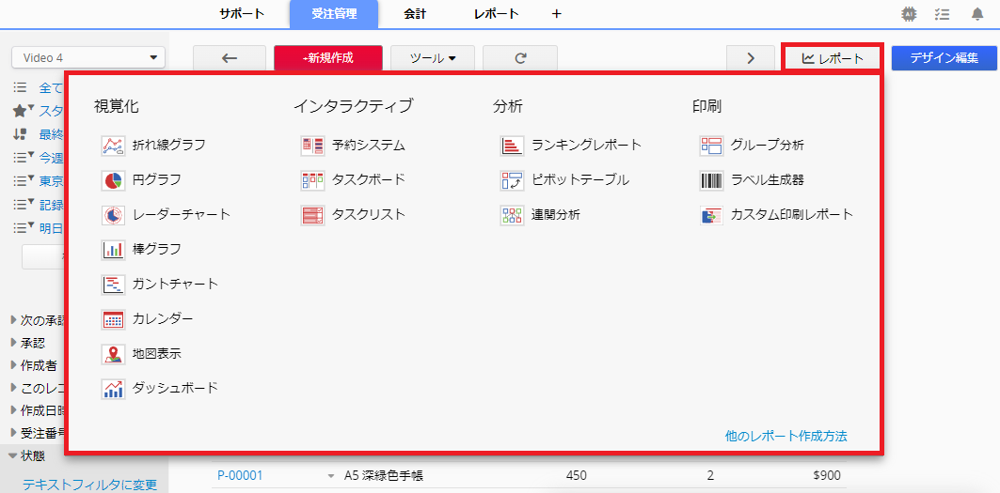 サポート
受注管理
会計
レポート
+
Video 4
←
+新規作成
ツール
レポート
デザイン編集
全て
スタ
最終
今週
東京
記録
明日
視覚化
折れ線グラフ
円グラフ
レーダーチャート
棒グラフ
ガントチャート
カレンダー
地図表示
ダッシュボード
インタラクティブ
予約システム
タスクボード
タスクリスト
分析
ランキングレポート
ピボットテーブル
連関分析
印刷
グループ分析
ラベル生成器
カスタム印刷レポート
他のレポート作成方法
次の承認
承認
作成者
このレコ
作成日時
受注番号
状態
テキストフィルタに変更
P-00001 A5 深緑色手帳 450 2 $900